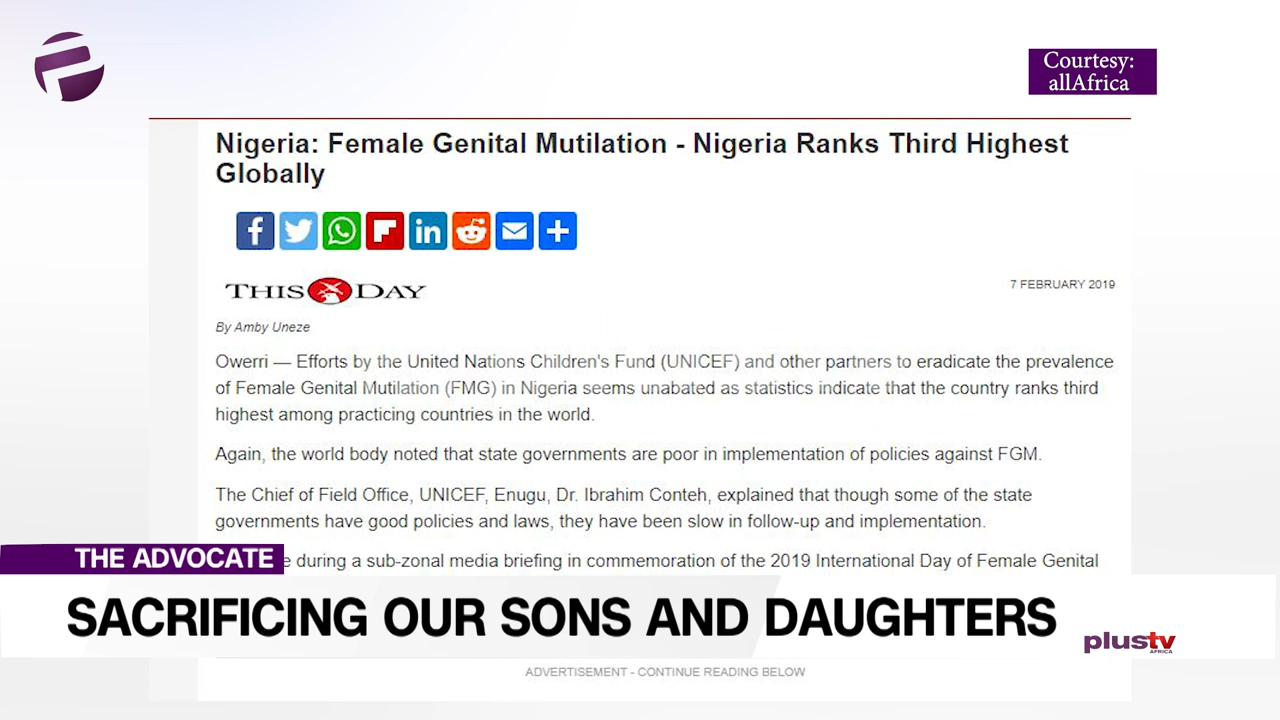 Courtesy:
allAfrica
Nigeria: Female Genital Mutilation - Nigeria Ranks Third Highest
Globally
THIS DAY
7 FEBRUARY 2019
By Amby Uneze
Owerri — Efforts by the United Nations Children's Fund (UNICEF) and other partners to eradicate the prevalence
of Female Genital Mutilation (FMG) in Nigeria seems unabated as statistics indicate that the country ranks third
highest among practicing countries in the world.
Again, the world body noted that state governments are poor in implementation of policies against FGM.
The Chief of Field Office, UNICEF, Enugu, Dr. Ibrahim Conteh, explained that though some of the state
governments have good policies and laws, they have been slow in follow-up and implementation.
during a sub-zonal media briefing in commemoration of the 2019 International Day of Female Genital
THE ADVOCATE
SACRIFICING OUR SONS AND DAUGHTERS
plustv
AFRICA
ADVERTISEMENT - CONTINUE READING BELOW